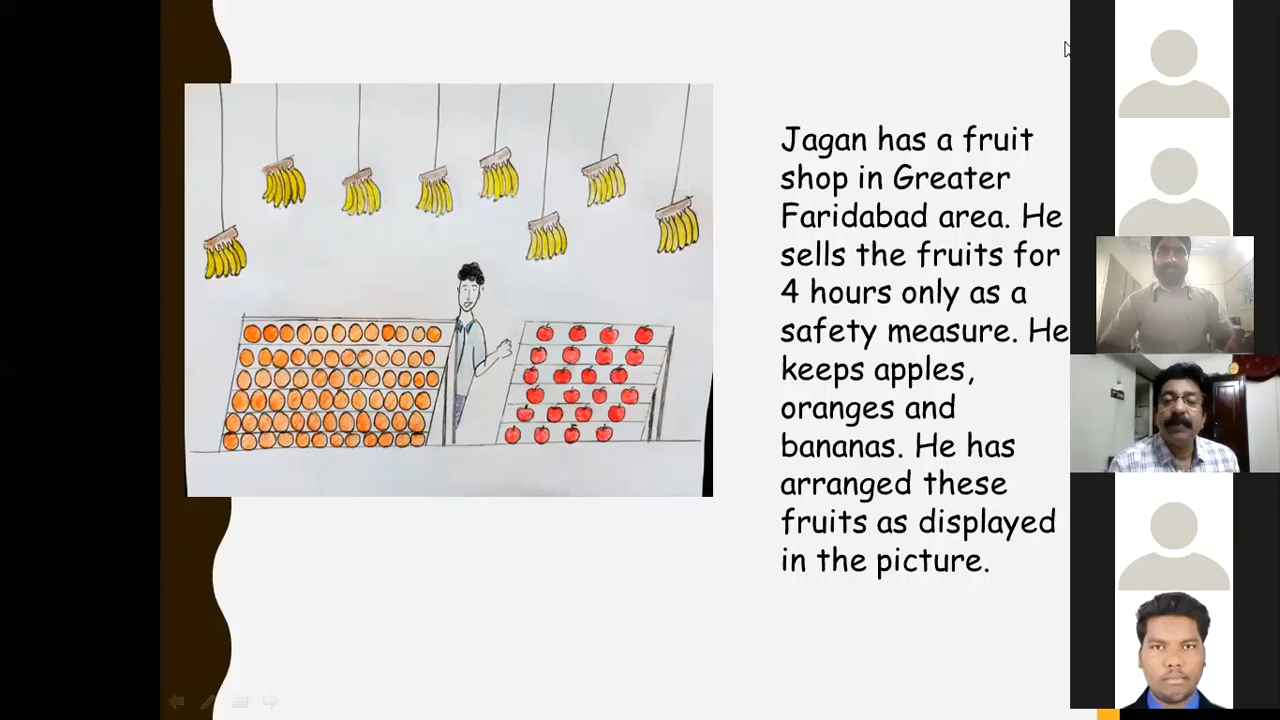 Jagan has a fruit
shop in Greater
Faridabad area. He
sells the fruits for
4 hours only as a
safety measure. He
keeps apples,
oranges and
bananas. He has
arranged these
fruits as displayed
in the picture.